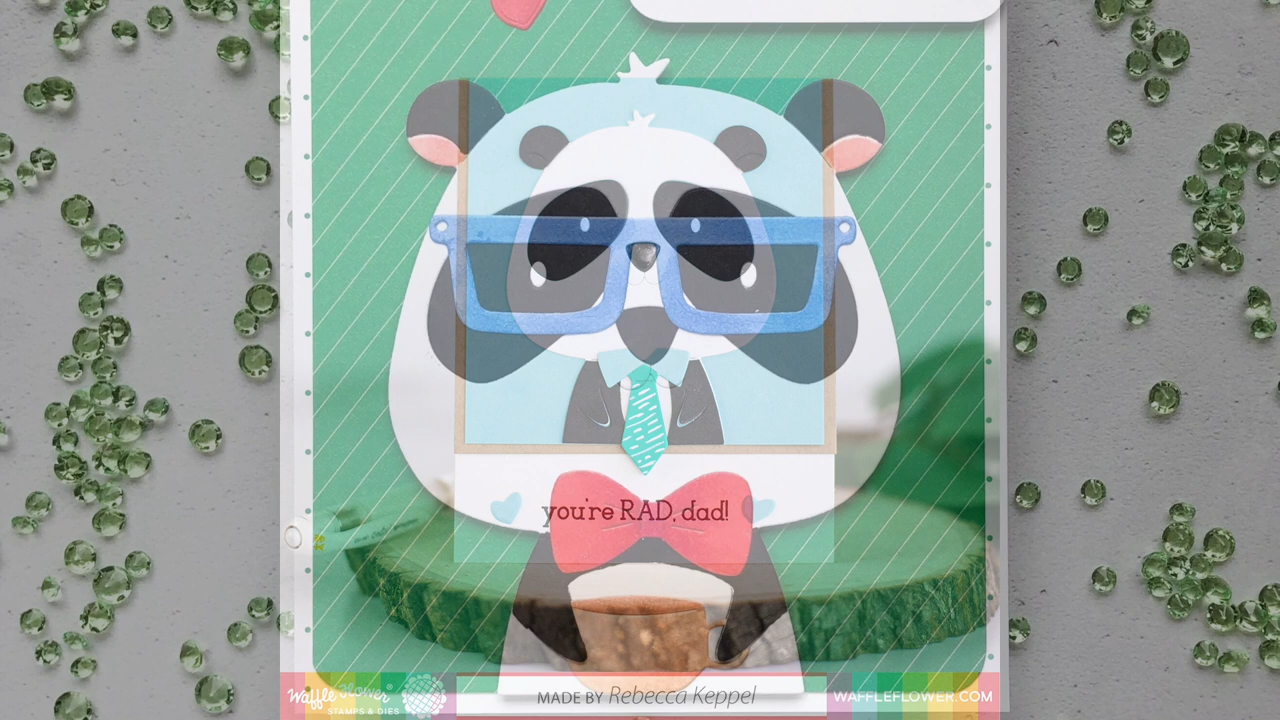 you're RAD, dad!
Waffle Flower
STAMPS & DIES
MADE BY Rebecca Keppel
WAFFLEFLOWER.COM